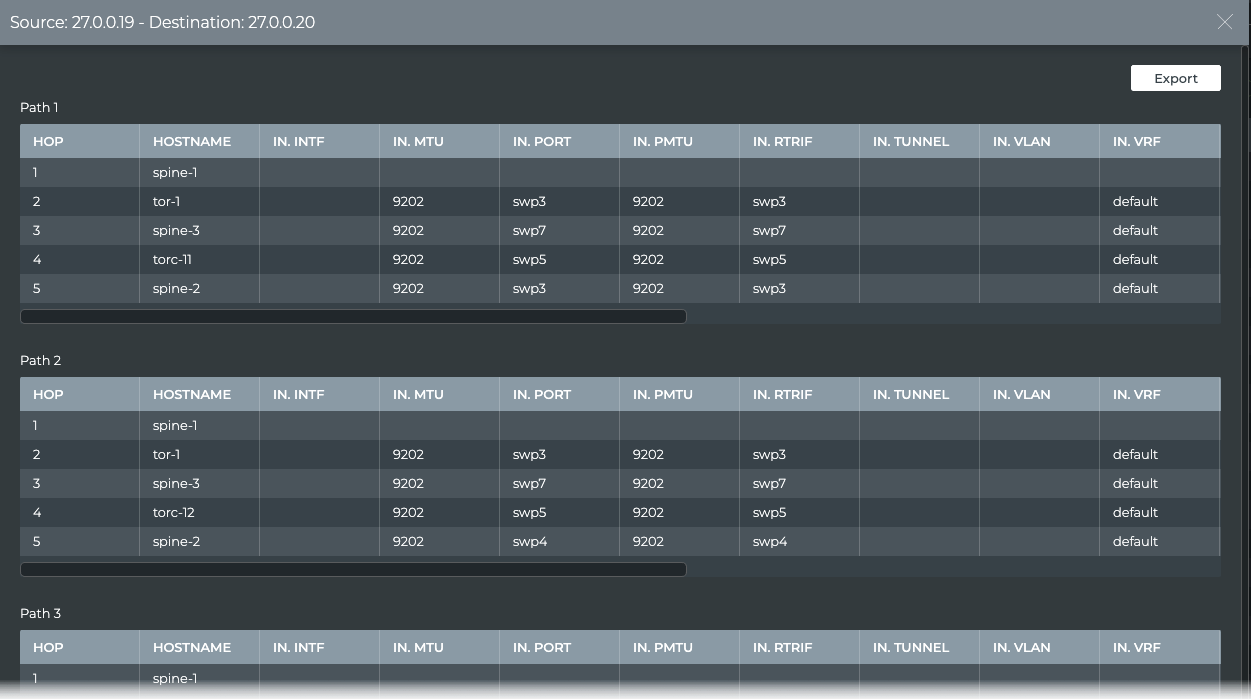 Source: 27.0.0.19 - Destination: 27.0.0.20
Export
Path 1
HOP HOSTNAME IN. INTF IN. MTU IN. PORT IN. PMTU IN. RTRIF IN. TUNNEL IN. VLAN IN. VRF
1 spine-1
2 tor-1 9202 swp3 9202 swp3 default
3 spine-3 9202 swp7 9202 swp7 default
4 torc-11 9202 swp5 9202 swp5 default
5 spine-2 9202 swp3 9202 swp3 default
Path 2
HOP HOSTNAME IN. INTF IN. MTU IN. PORT IN. PMTU IN. RTRIF IN. TUNNEL IN. VLAN IN. VRF
1 spine-1
2 tor-1 9202 swp3 9202 swp3 default
3 spine-3 9202 swp7 9202 swp7 default
4 torc-12 9202 swp5 9202 swp5 default
5 spine-2 9202 swp4 9202 swp4 default
Path 3
HOP HOSTNAME IN. INTF IN. MTU IN. PORT IN. PMTU IN. RTRIF IN. TUNNEL IN. VLAN IN. VRF
1 spine-1